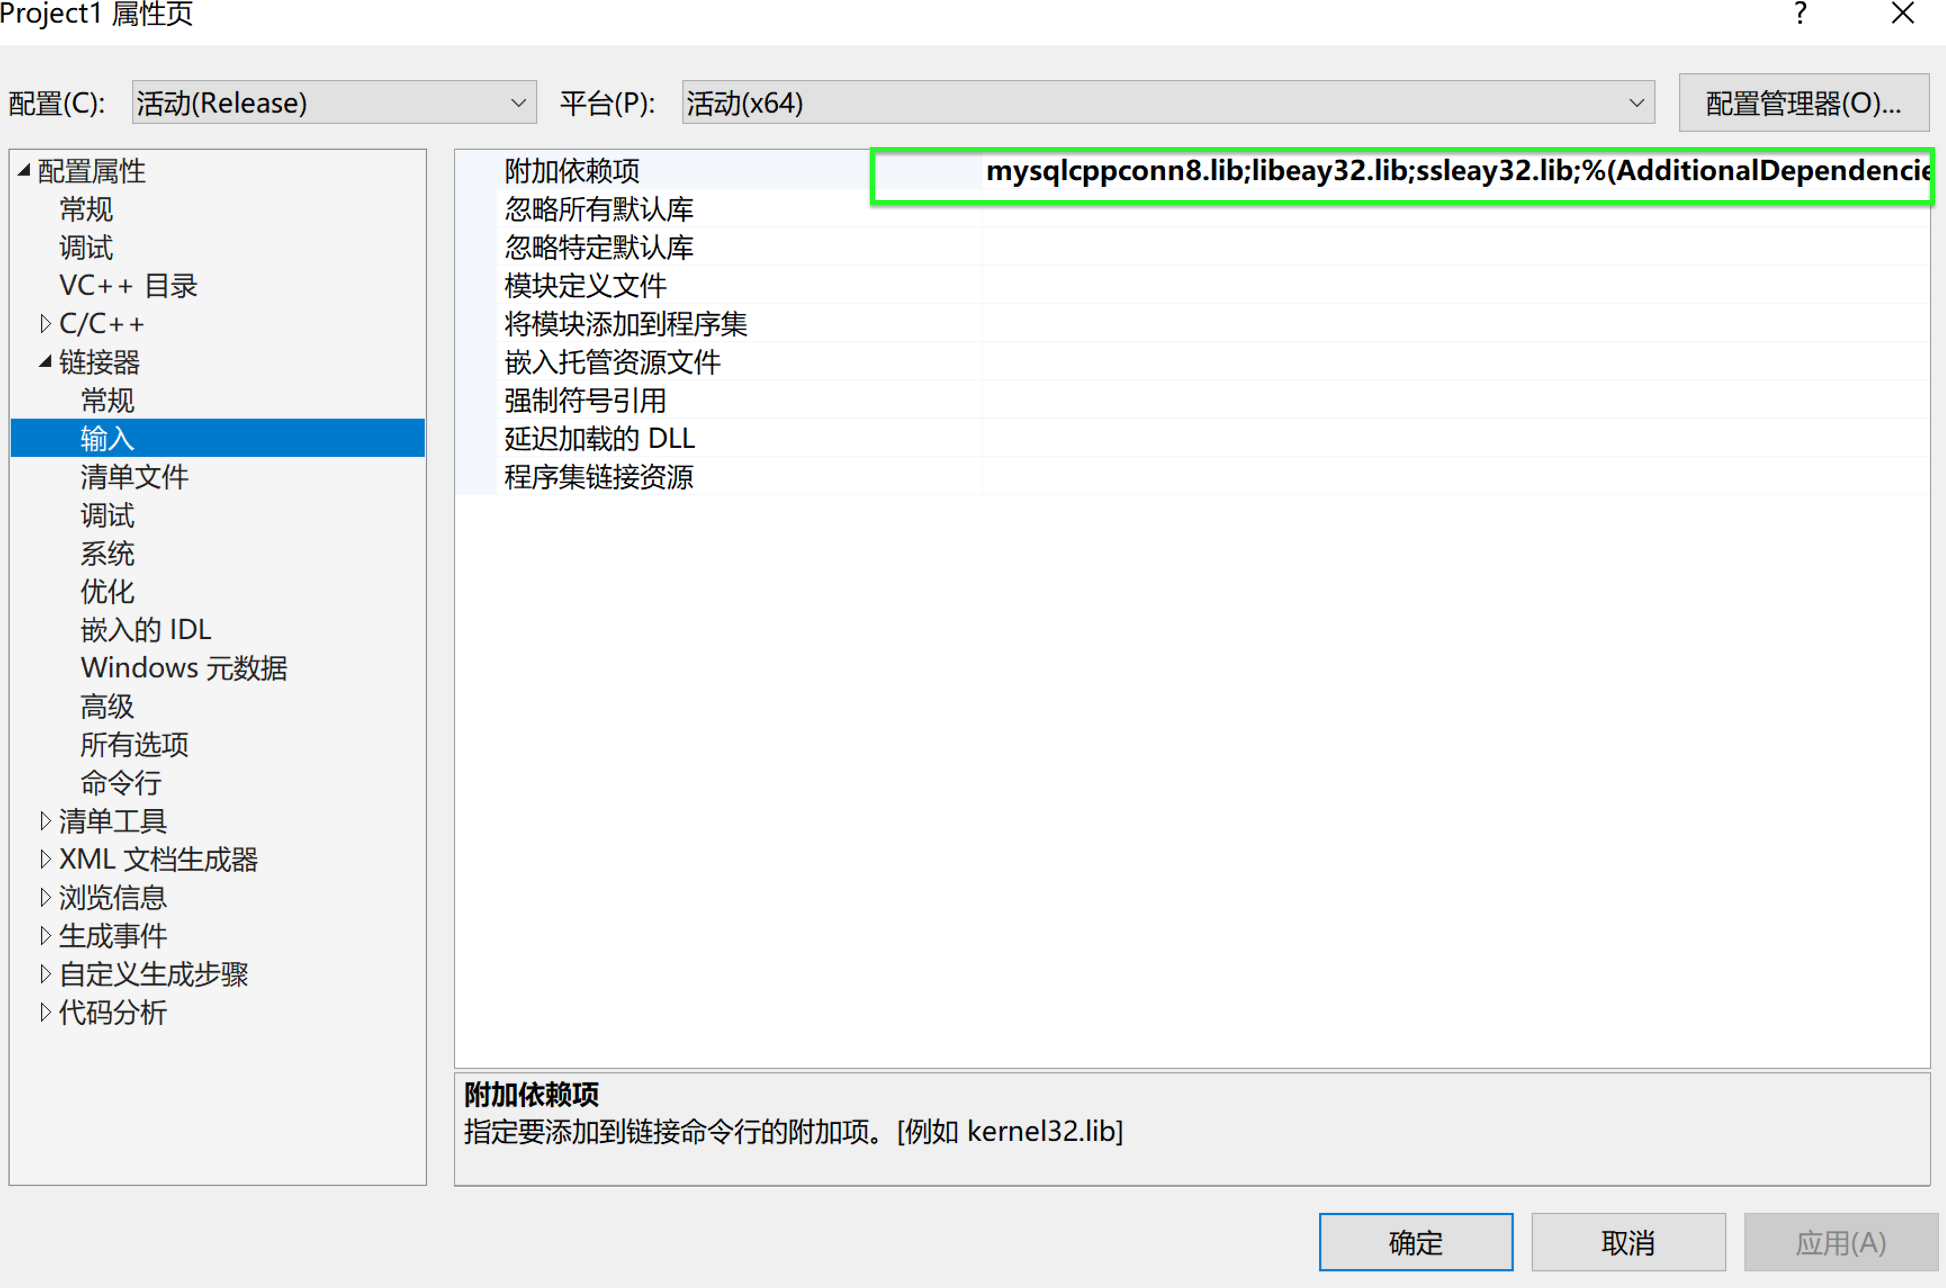 Project1 属性页
?
配置(C): 活动(Release) 平台(P): 活动(x64) 配置管理器(O)...
配置属性
常规
调试
VC++ 目录
C/C++
链接器
常规
输入
清单文件
调试
系统
优化
嵌入的 IDL
Windows 元数据
高级
所有选项
命令行
清单工具
XML 文档生成器
浏览信息
生成事件
自定义生成步骤
代码分析
附加依赖项 mysqlcppconn8.lib;libeay32.lib;ssleay32.lib;%(AdditionalDependencie
忽略所有默认库
忽略特定默认库
模块定义文件
将模块添加到程序集
嵌入托管资源文件
强制符号引用
延迟加载的 DLL
程序集链接资源
附加依赖项
指定要添加到链接命令行的附加项。[例如 kernel32.lib]
确定 取消 应用(A)